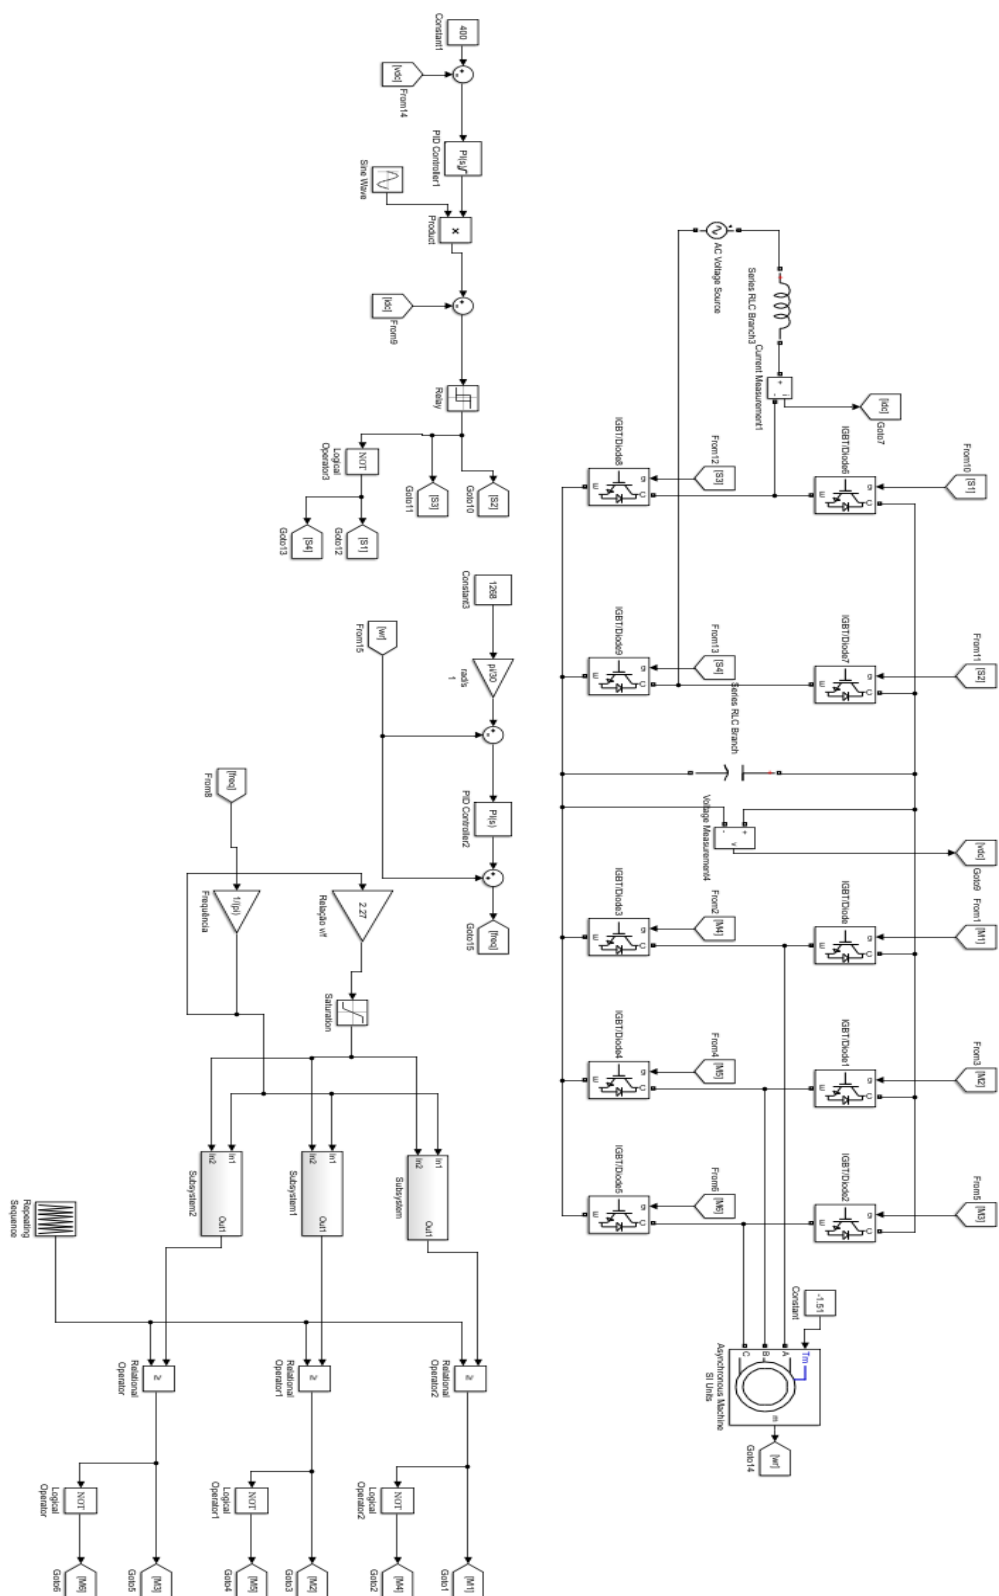 From10
[S1]
From11
[S2]
[vdc]
Goto9
From1
[M1]
From3
[M2]
From5
[M3]
[idc]
Goto7
g
C
E
IGBT/Diode6
g
C
E
IGBT/Diode7
g
C
E
IGBT/Diode
g
C
E
IGBT/Diode1
g
C
E
IGBT/Diode2
-1.51
Constant
+
i
-
Current Measurement1
Series RLC Branch3
AC Voltage Source
Series RLC Branch
+
-
v
Voltage Measurement4
Tm
A
B
C
m
Asynchronous Machine
SI Units
[wr]
Goto14
From12
[S3]
From13
[S4]
From2
[M4]
From4
[M5]
From6
[M6]
g
C
E
IGBT/Diode8
g
C
E
IGBT/Diode9
g
C
E
IGBT/Diode3
g
C
E
IGBT/Diode4
g
C
E
IGBT/Diode5
400
Constant1
[vdc]
From14
PI(s)
PID Controller1
Sine Wave
×
Product
[idc]
From9
Relay
[S2]
Goto10
[S3]
Goto11
NOT
Logical
Operator3
[S1]
Goto12
[S4]
Goto13
1268
Constant3
pi/30
rad/s
1
[wr]
From15
PI(s)
PID Controller2
[freq]
Goto15
[freq]
From8
1/(pi)
Frequência
2.27
Relação v/f
Saturation
In1
In2
Out1
Subsystem
In1
In2
Out1
Subsystem1
In1
In2
Out1
Subsystem2
Repeating
Sequence
≥
Relational
Operator2
≥
Relational
Operator1
≥
Relational
Operator
[M1]
Goto1
NOT
Logical
Operator2
[M4]
Goto2
[M2]
Goto3
NOT
Logical
Operator1
[M5]
Goto4
[M3]
Goto5
NOT
Logical
Operator
[M6]
Goto6